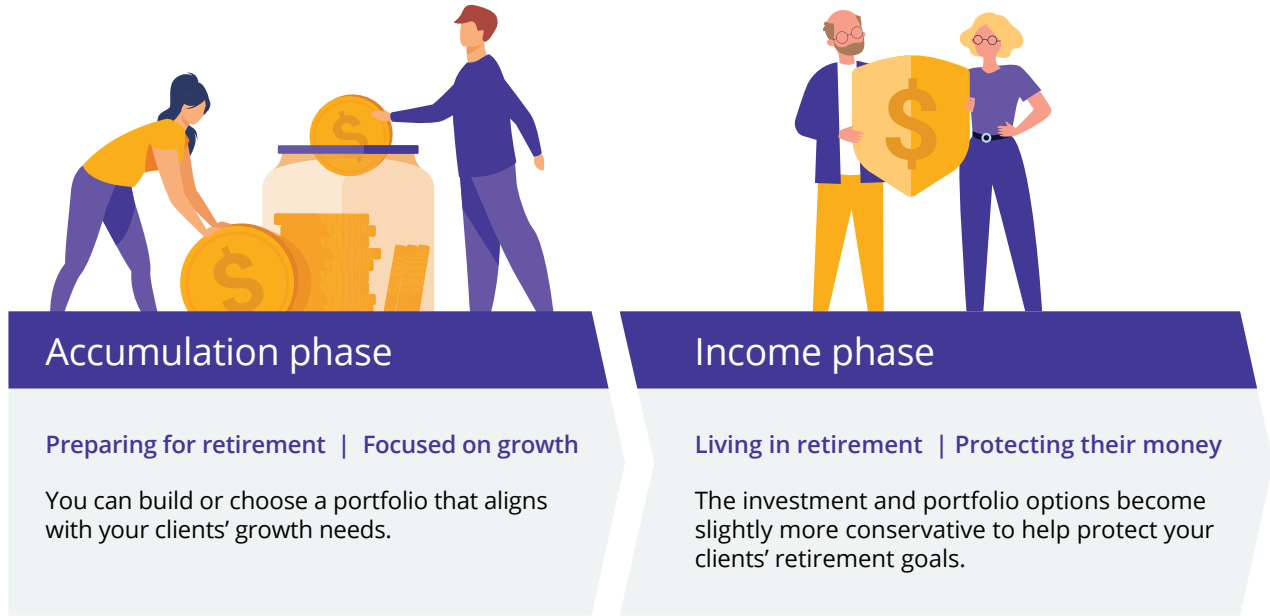 $
$
$
Accumulation phase
Preparing for retirement | Focused on growth
You can build or choose a portfolio that aligns
with your clients’ growth needs.
Income phase
Living in retirement | Protecting their money
The investment and portfolio options become
slightly more conservative to help protect your
clients’ retirement goals.